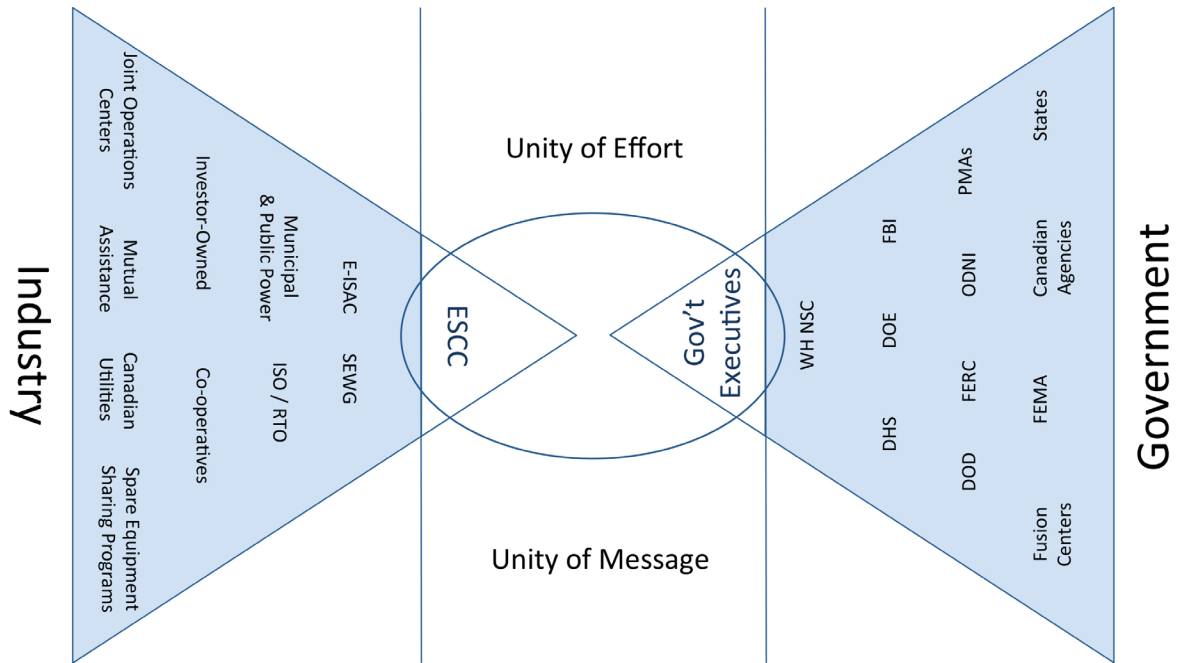 Industry
Joint Operations
Centers
Mutual
Assistance
Canadian
Utilities
Spare Equipment
Sharing Programs
Investor-Owned
Co-operatives
Municipal
& Public Power
ISO / RTO
E-ISAC
SEWG
ESCC
Unity of Effort
Unity of Message
Gov’t
Executives
WH NSC
FBI
DOE
DHS
PMAs
ODNI
FERC
DOD
States
Canadian
Agencies
FEMA
Fusion
Centers
Government